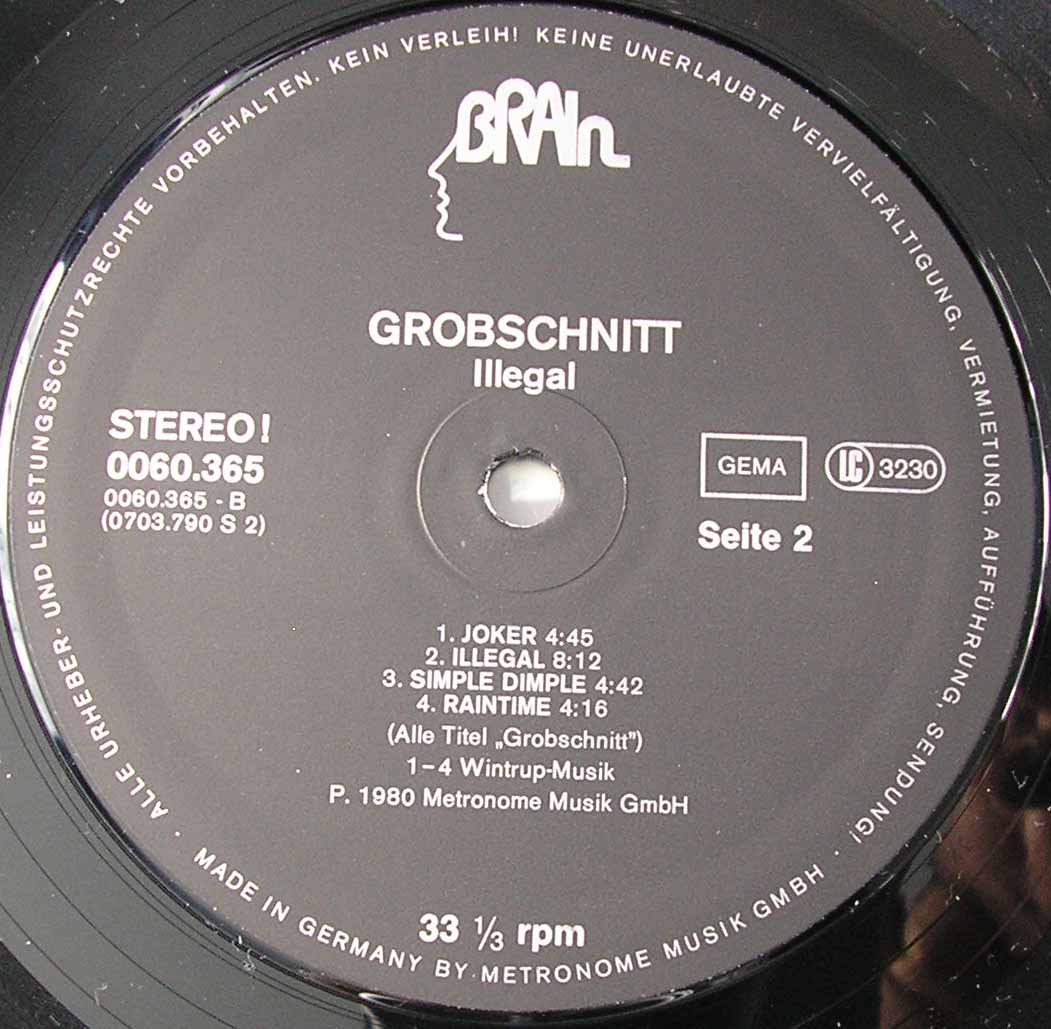 BRAIN
GROBSCHNITT
Illegal
STEREO!
0060.365
0060.365 - B
(0703.790 S 2)
GEMA
LC 3230
Seite 2
1. JOKER 4:45
2. ILLEGAL 8:12
3. SIMPLE DIMPLE 4:42
4. RAINTIME 4:16
(Alle Titel „Grobschnitt")
1–4 Wintrup-Musik
P. 1980 Metronome Musik GmbH
33 ⅓ rpm
ALLE URHEBER- UND LEISTUNGSSCHUTZRECHTE VORBEHALTEN. KEIN VERLEIH! KEINE UNERLAUBTE VERVIELFÄLTIGUNG, VERMIETUNG, AUFFÜHRUNG, SENDUNG!
MADE IN GERMANY BY METRONOME MUSIK GMBH